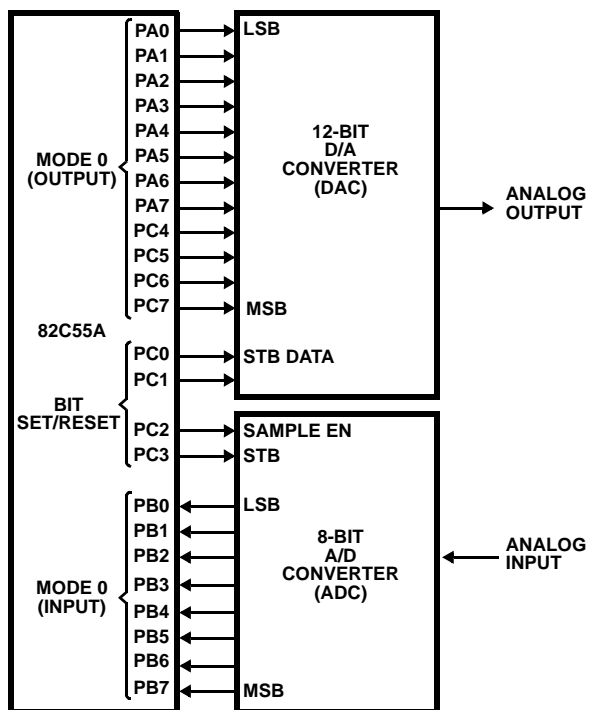 PA0 LSB
PA1
PA2
PA3
PA4
PA5
PA6
PA7
PC4
PC5
PC6
PC7 MSB
MODE 0
(OUTPUT)
12-BIT
D/A
CONVERTER
(DAC)
ANALOG
OUTPUT
82C55A
PC0 STB DATA
PC1
BIT
SET/RESET
PC2 SAMPLE EN
PC3 STB
PB0 LSB
PB1
PB2
PB3
PB4
PB5
PB6
PB7 MSB
MODE 0
(INPUT)
8-BIT
A/D
CONVERTER
(ADC)
ANALOG
INPUT